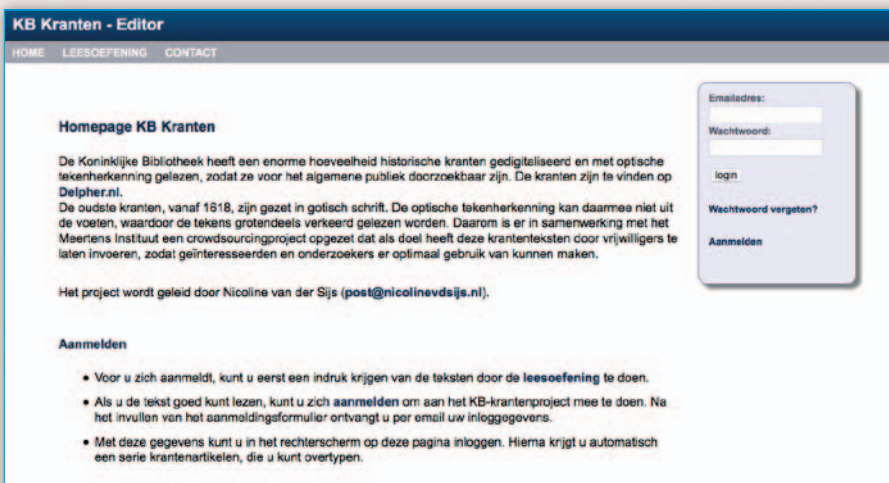 KB Kranten - Editor
HOME LEESOEFENING CONTACT
Homepage KB Kranten
De Koninklijke Bibliotheek heeft een enorme hoeveelheid historische kranten gedigitaliseerd en met optische
tekenherkenning gelezen, zodat ze voor het algemene publiek doorzoekbaar zijn. De kranten zijn te vinden op
Delpher.nl.
De oudste kranten, vanaf 1618, zijn gezet in gotisch schrift. De optische tekenherkenning kan daarmee niet uit
de voeten, waardoor de tekens grotendeels verkeerd gelezen worden. Daarom is er in samenwerking met het
Meertens Instituut een crowdsourcingproject opgezet dat als doel heeft deze krantenteksten door vrijwilligers te
laten invoeren, zodat geïnteresseerden en onderzoekers er optimaal gebruik van kunnen maken.
Het project wordt geleid door Nicoline van der Sijs (post@nicolinevdsijs.nl).
Aanmelden
• Voor u zich aanmeldt, kunt u eerst een indruk krijgen van de teksten door de leesoefening te doen.
• Als u de tekst goed kunt lezen, kunt u zich aanmelden om aan het KB-krantenproject mee te doen. Na
het invullen van het aanmeldingsformulier ontvangt u per email uw inloggegevens.
• Met deze gegevens kunt u in het rechterscherm op deze pagina inloggen. Hierna krijgt u automatisch
een serie krantenartikelen, die u kunt overtypen.
Emailadres:
Wachtwoord:
login
Wachtwoord vergeten?
Aanmelden